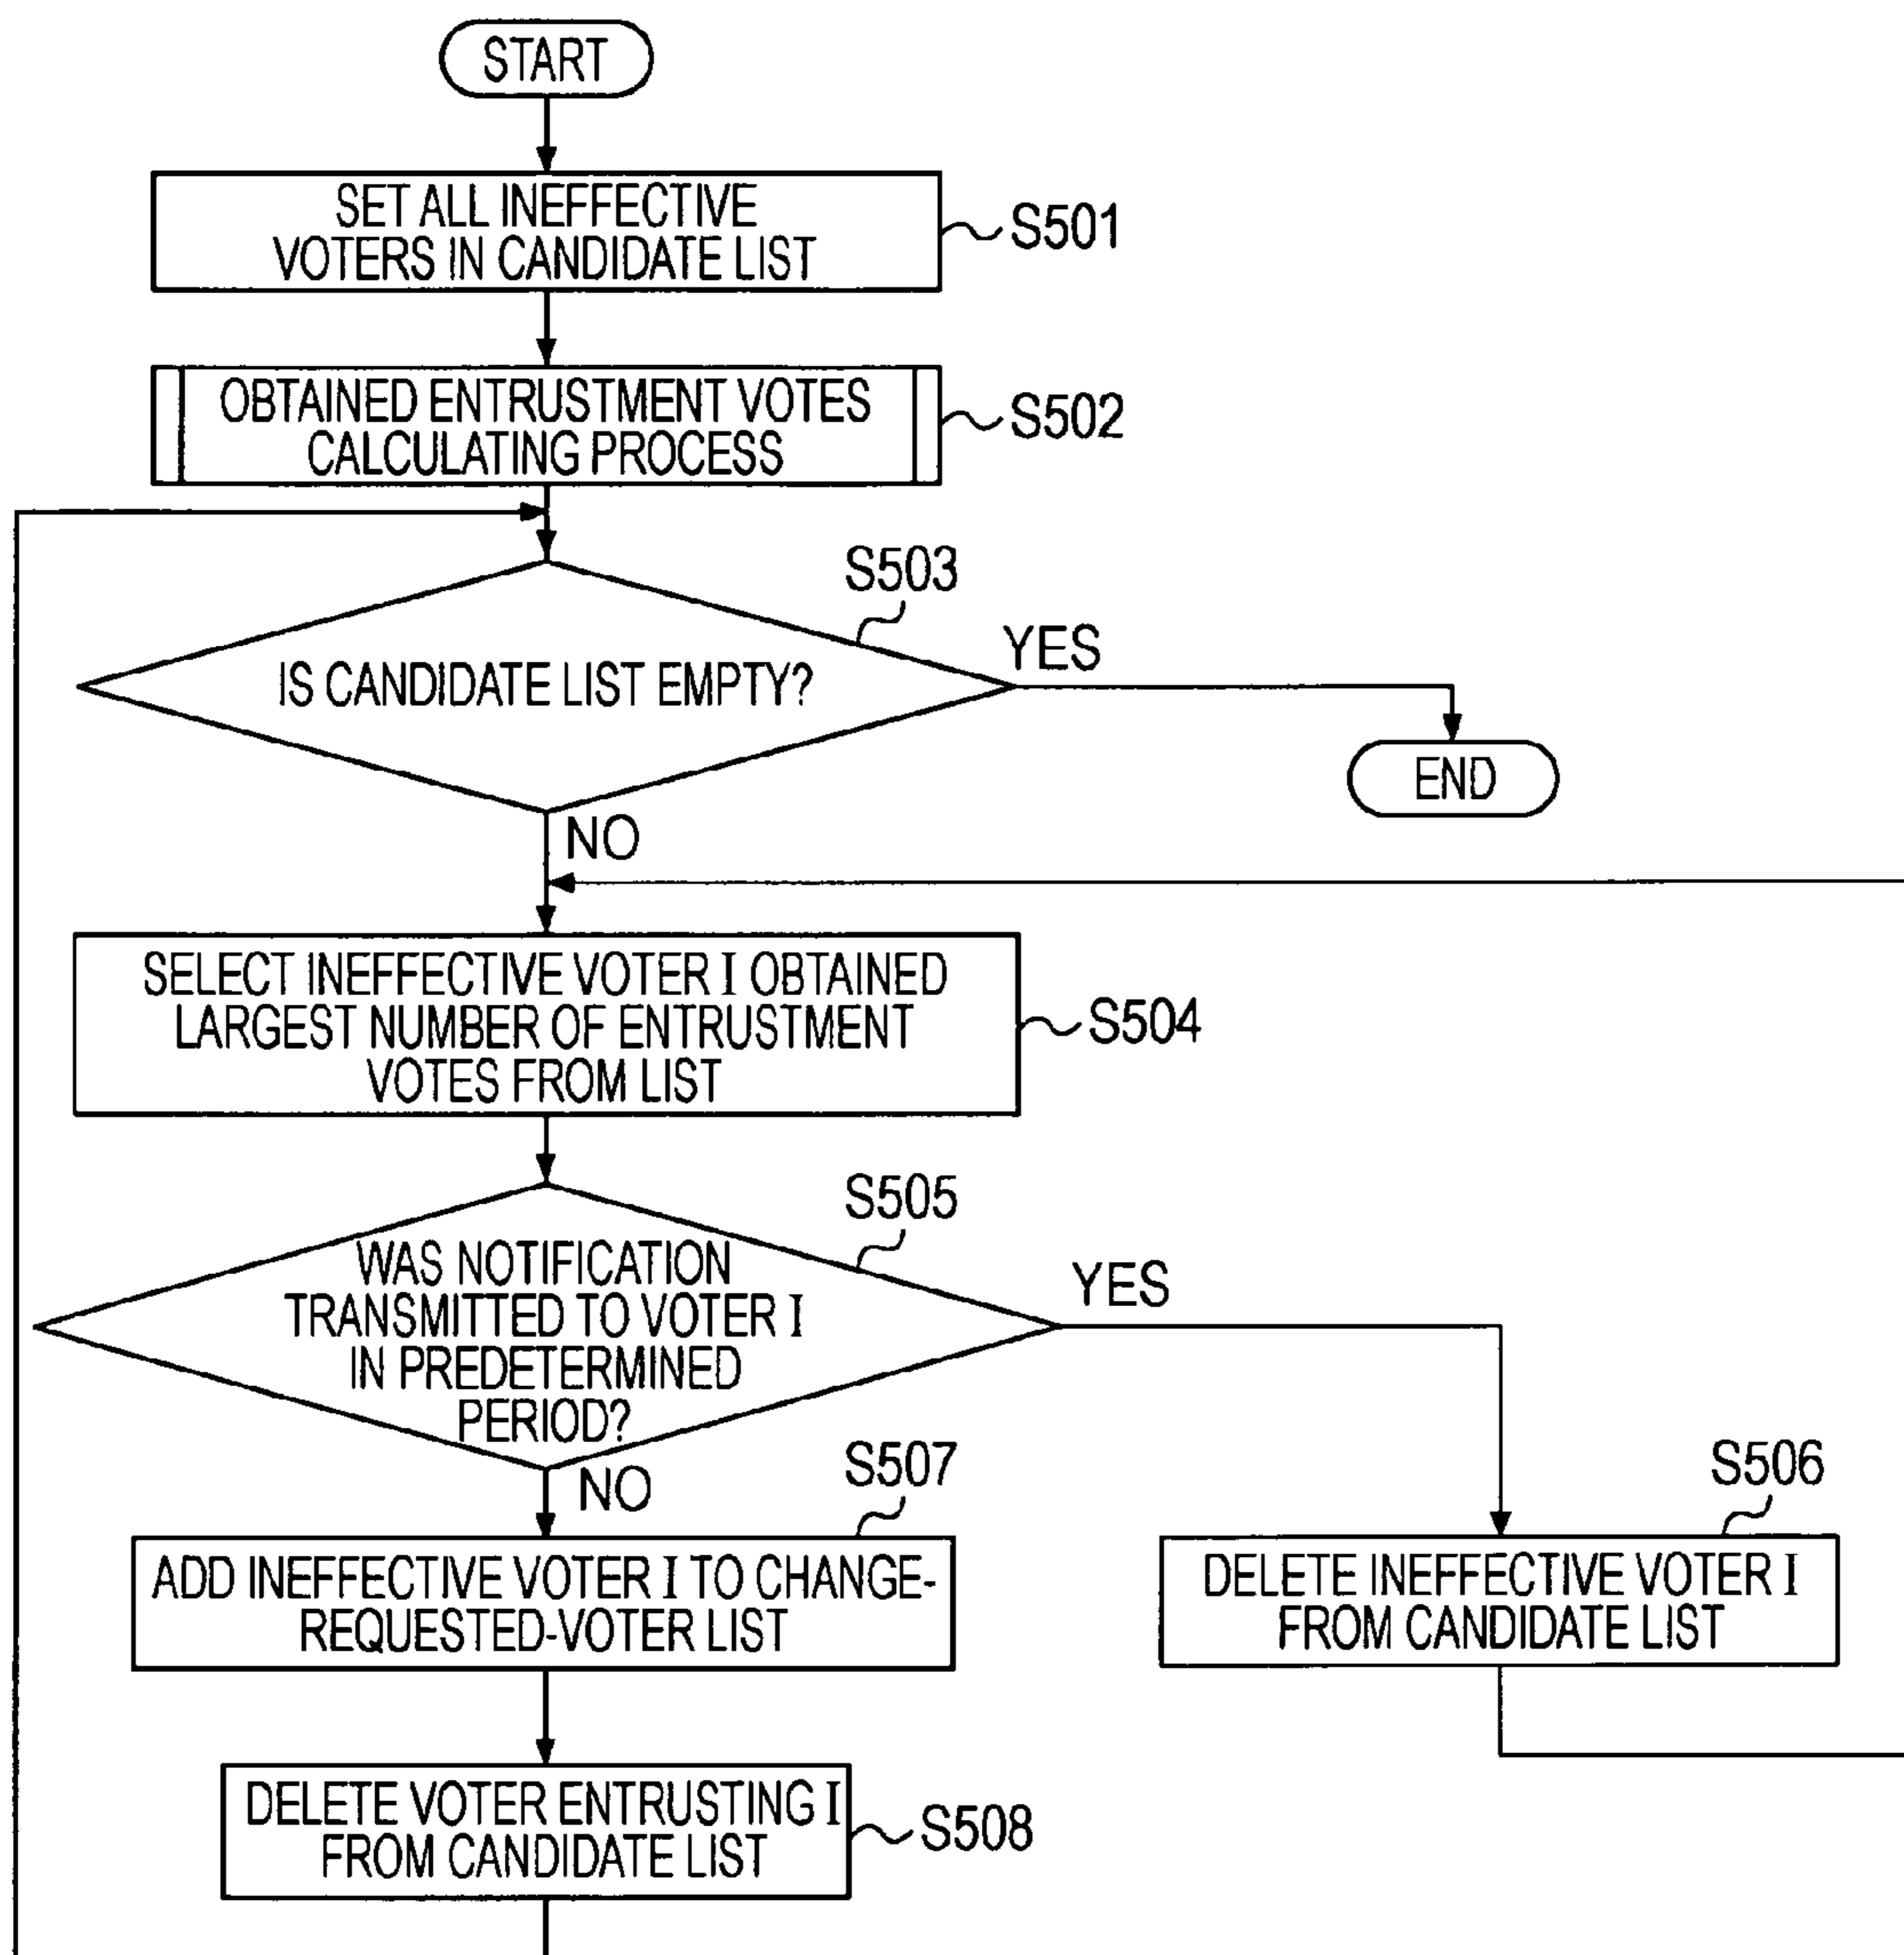 START
SET ALL INEFFECTIVE
VOTERS IN CANDIDATE LIST
S501
OBTAINED ENTRUSTMENT VOTES
CALCULATING PROCESS
S502
S503
IS CANDIDATE LIST EMPTY?
YES
END
NO
SELECT INEFFECTIVE VOTER I OBTAINED
LARGEST NUMBER OF ENTRUSTMENT
VOTES FROM LIST
S504
S505
WAS NOTIFICATION
TRANSMITTED TO VOTER I
IN PREDETERMINED
PERIOD?
YES
NO
S507
ADD INEFFECTIVE VOTER I TO CHANGE-
REQUESTED-VOTER LIST
S506
DELETE INEFFECTIVE VOTER I
FROM CANDIDATE LIST
DELETE VOTER ENTRUSTING I
FROM CANDIDATE LIST
S508